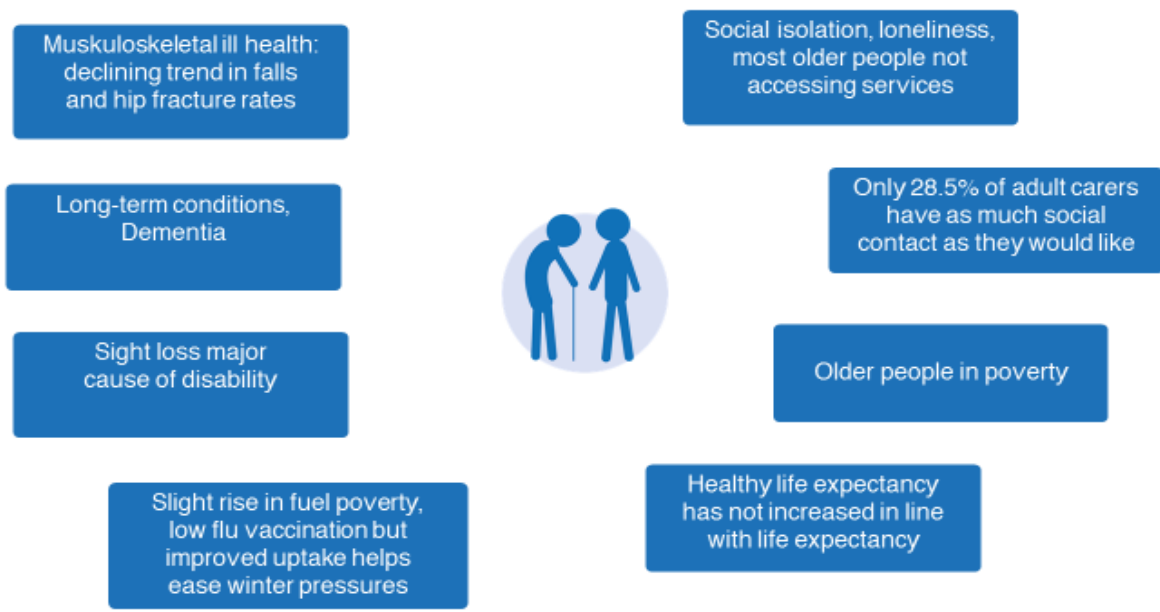 Muskuloskeletal ill health:
declining trend in falls
and hip fracture rates
Social isolation, loneliness,
most older people not
accessing services
Long-term conditions,
Dementia
Only 28.5% of adult carers
have as much social
contact as they would like
Sight loss major
cause of disability
Older people in poverty
Slight rise in fuel poverty,
low flu vaccination but
improved uptake helps
ease winter pressures
Healthy life expectancy
has not increased in line
with life expectancy